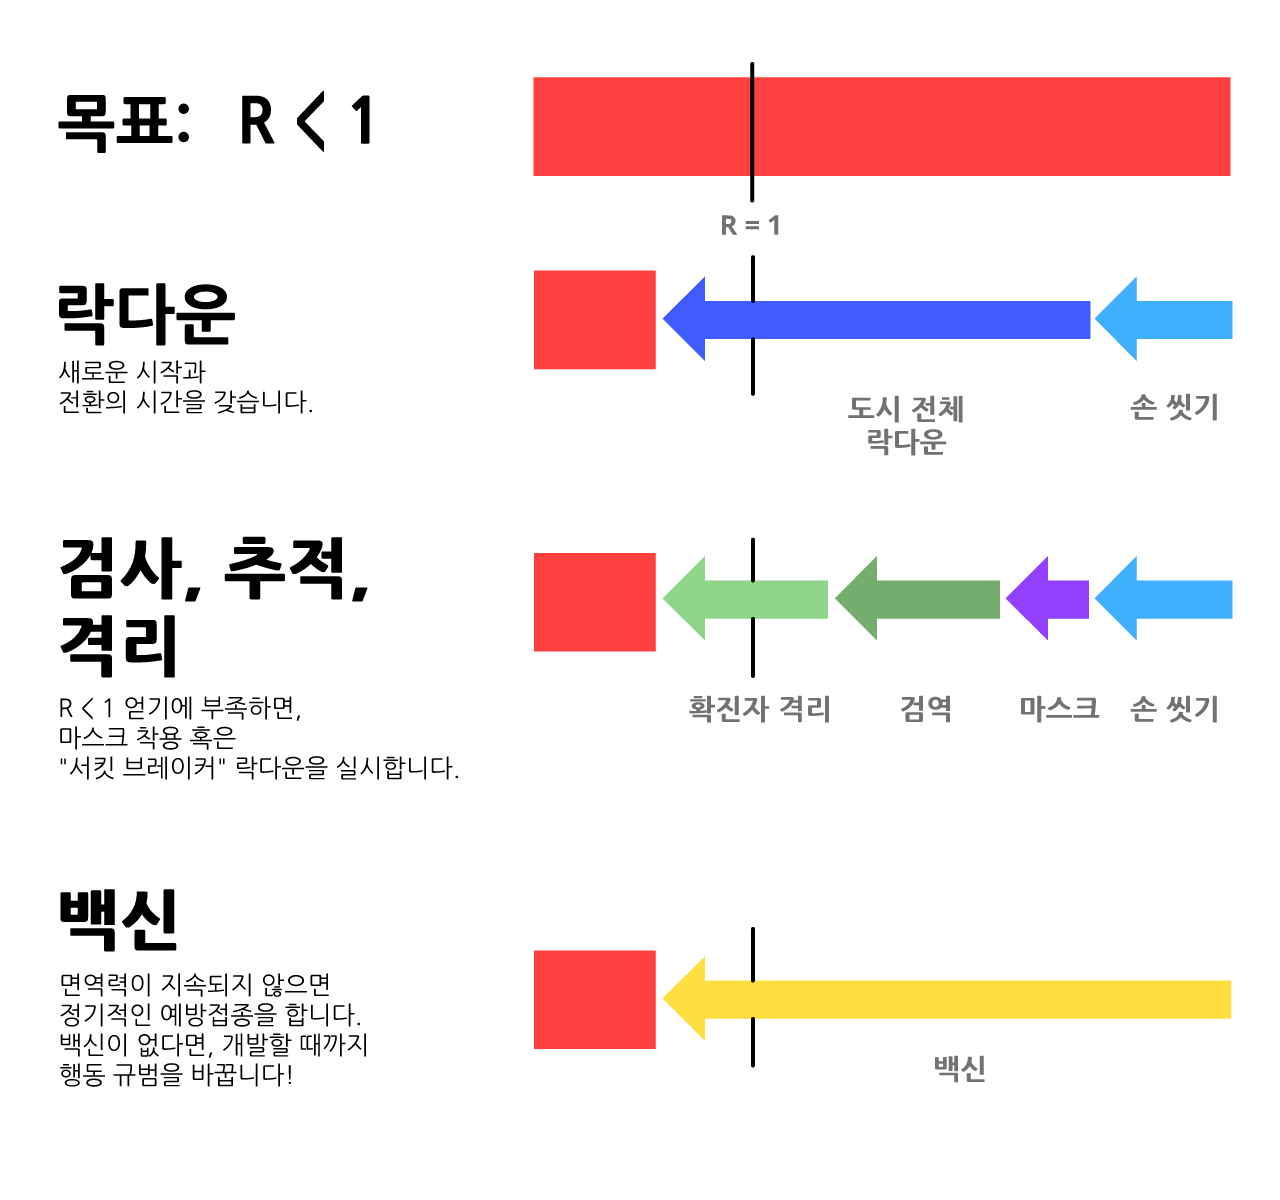 목표: R < 1
R = 1
락다운
새로운 시작과
전환의 시간을 갖습니다.
도시 전체
락다운
손 씻기
검사, 추적,
격리
R < 1 얻기에 부족하면,
마스크 착용 혹은
"서킷 브레이커" 락다운을 실시합니다.
확진자 격리
검역
마스크
손 씻기
백신
면역력이 지속되지 않으면
정기적인 예방접종을 합니다.
백신이 없다면, 개발할 때까지
행동 규범을 바꿉니다!
백신